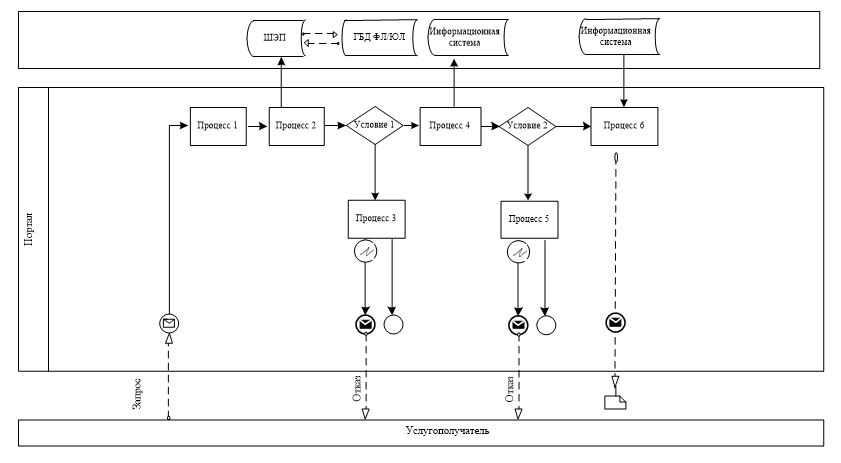 ШЭП
ГБД ФЛ/ЮЛ
Информационная
система
Информационная
система
Портал
Процесс 1
Процесс 2
Условие 1
Процесс 4
Условие 2
Процесс 6
Процесс 3
Процесс 5
Запрос
Отказ
Отказ
Услугополучатель